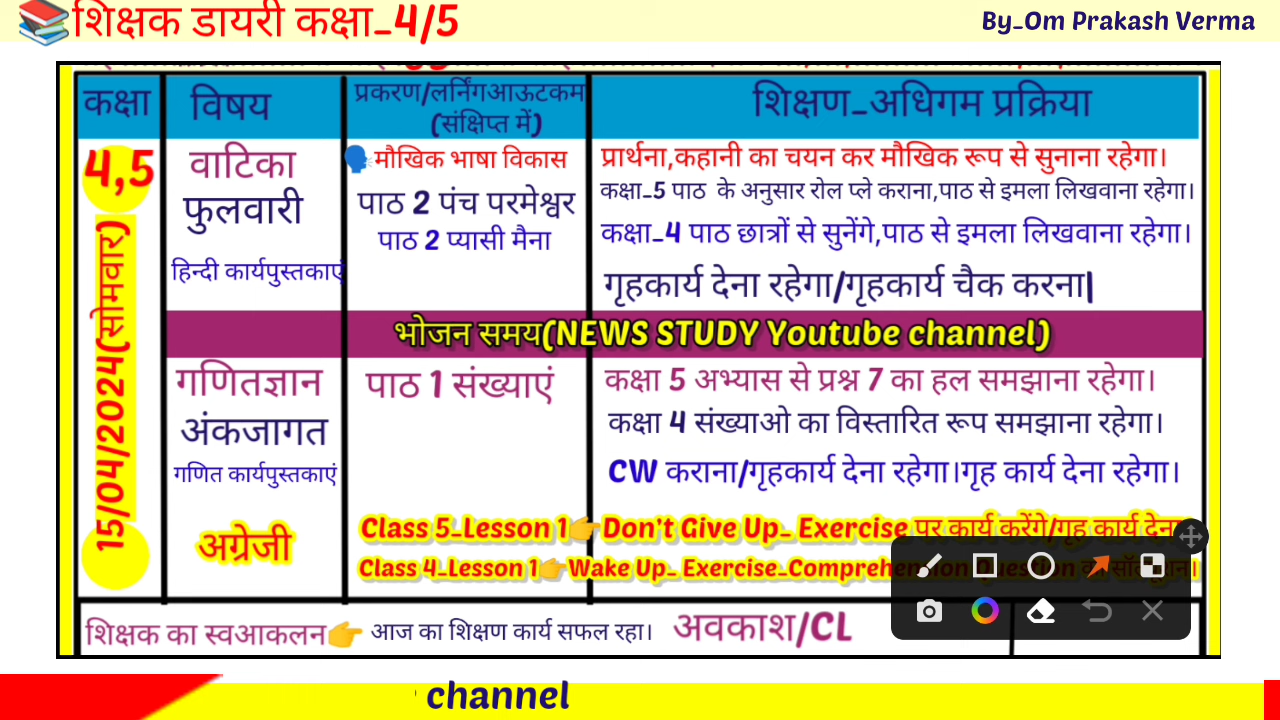 📚शिक्षक डायरी कक्षा_4/5
By_Om Prakash Verma
कक्षा
विषय
प्रकरण/लर्निंगआऊटकम
(संक्षिप्त में)
शिक्षण_अधिगम प्रक्रिया
4,5
15/04/2024(सोमवार)
वाटिका
फुलवारी
हिन्दी कार्यपुस्तकाएं
🗣️मौखिक भाषा विकास
पाठ 2 पंच परमेश्वर
पाठ 2 प्यासी मैना
प्रार्थना,कहानी का चयन कर मौखिक रूप से सुनाना रहेगा।
कक्षा_5 पाठ के अनुसार रोल प्ले कराना,पाठ से इमला लिखवाना रहेगा।
कक्षा_4 पाठ छात्रों से सुनेंगे,पाठ से इमला लिखवाना रहेगा।
गृहकार्य देना रहेगा/गृहकार्य चैक करना|
भोजन समय(NEWS STUDY Youtube channel)
गणितज्ञान
अंकजागत
गणित कार्यपुस्तकाएं
पाठ 1 संख्याएं
कक्षा 5 अभ्यास से प्रश्न 7 का हल समझाना रहेगा।
कक्षा 4 संख्याओ का विस्तारित रूप समझाना रहेगा।
CW कराना/गृहकार्य देना रहेगा।गृह कार्य देना रहेगा।
अग्रेजी
Class 5_Lesson 1👉Don't Give Up_ Exercise पर कार्य करेंगे/गृह कार्य देना
Class 4_Lesson 1👉Wake Up_ Exercise_Comprehension Question का सॉल्युशन।
शिक्षक का स्वआकलन👉 आज का शिक्षण कार्य सफल रहा। अवकाश/CL
channel